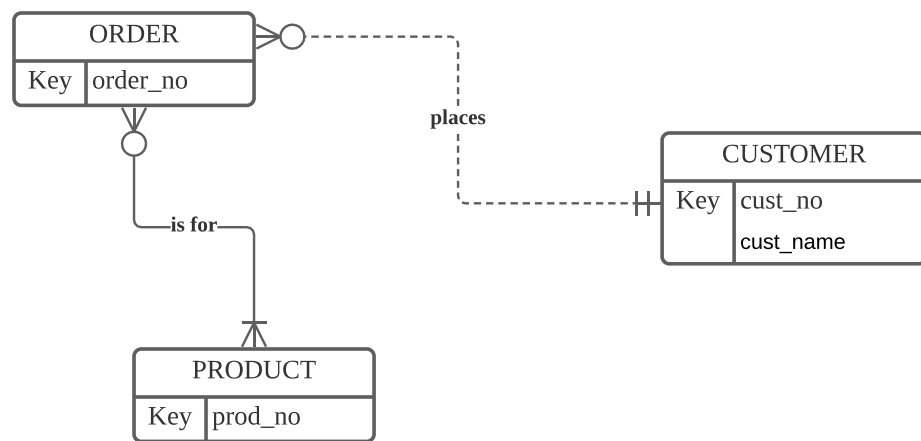 ORDER
Key order_no
places
CUSTOMER
Key cust_no
cust_name
is for
PRODUCT
Key prod_no